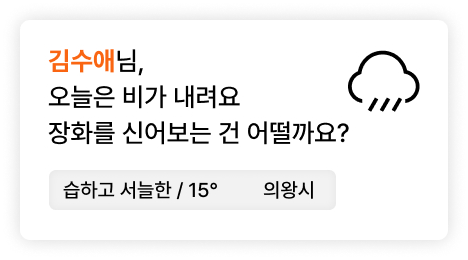 김수애님,
오늘은 비가 내려요
장화를 신어보는 건 어떨까요?
습하고 서늘한 / 15° 의왕시